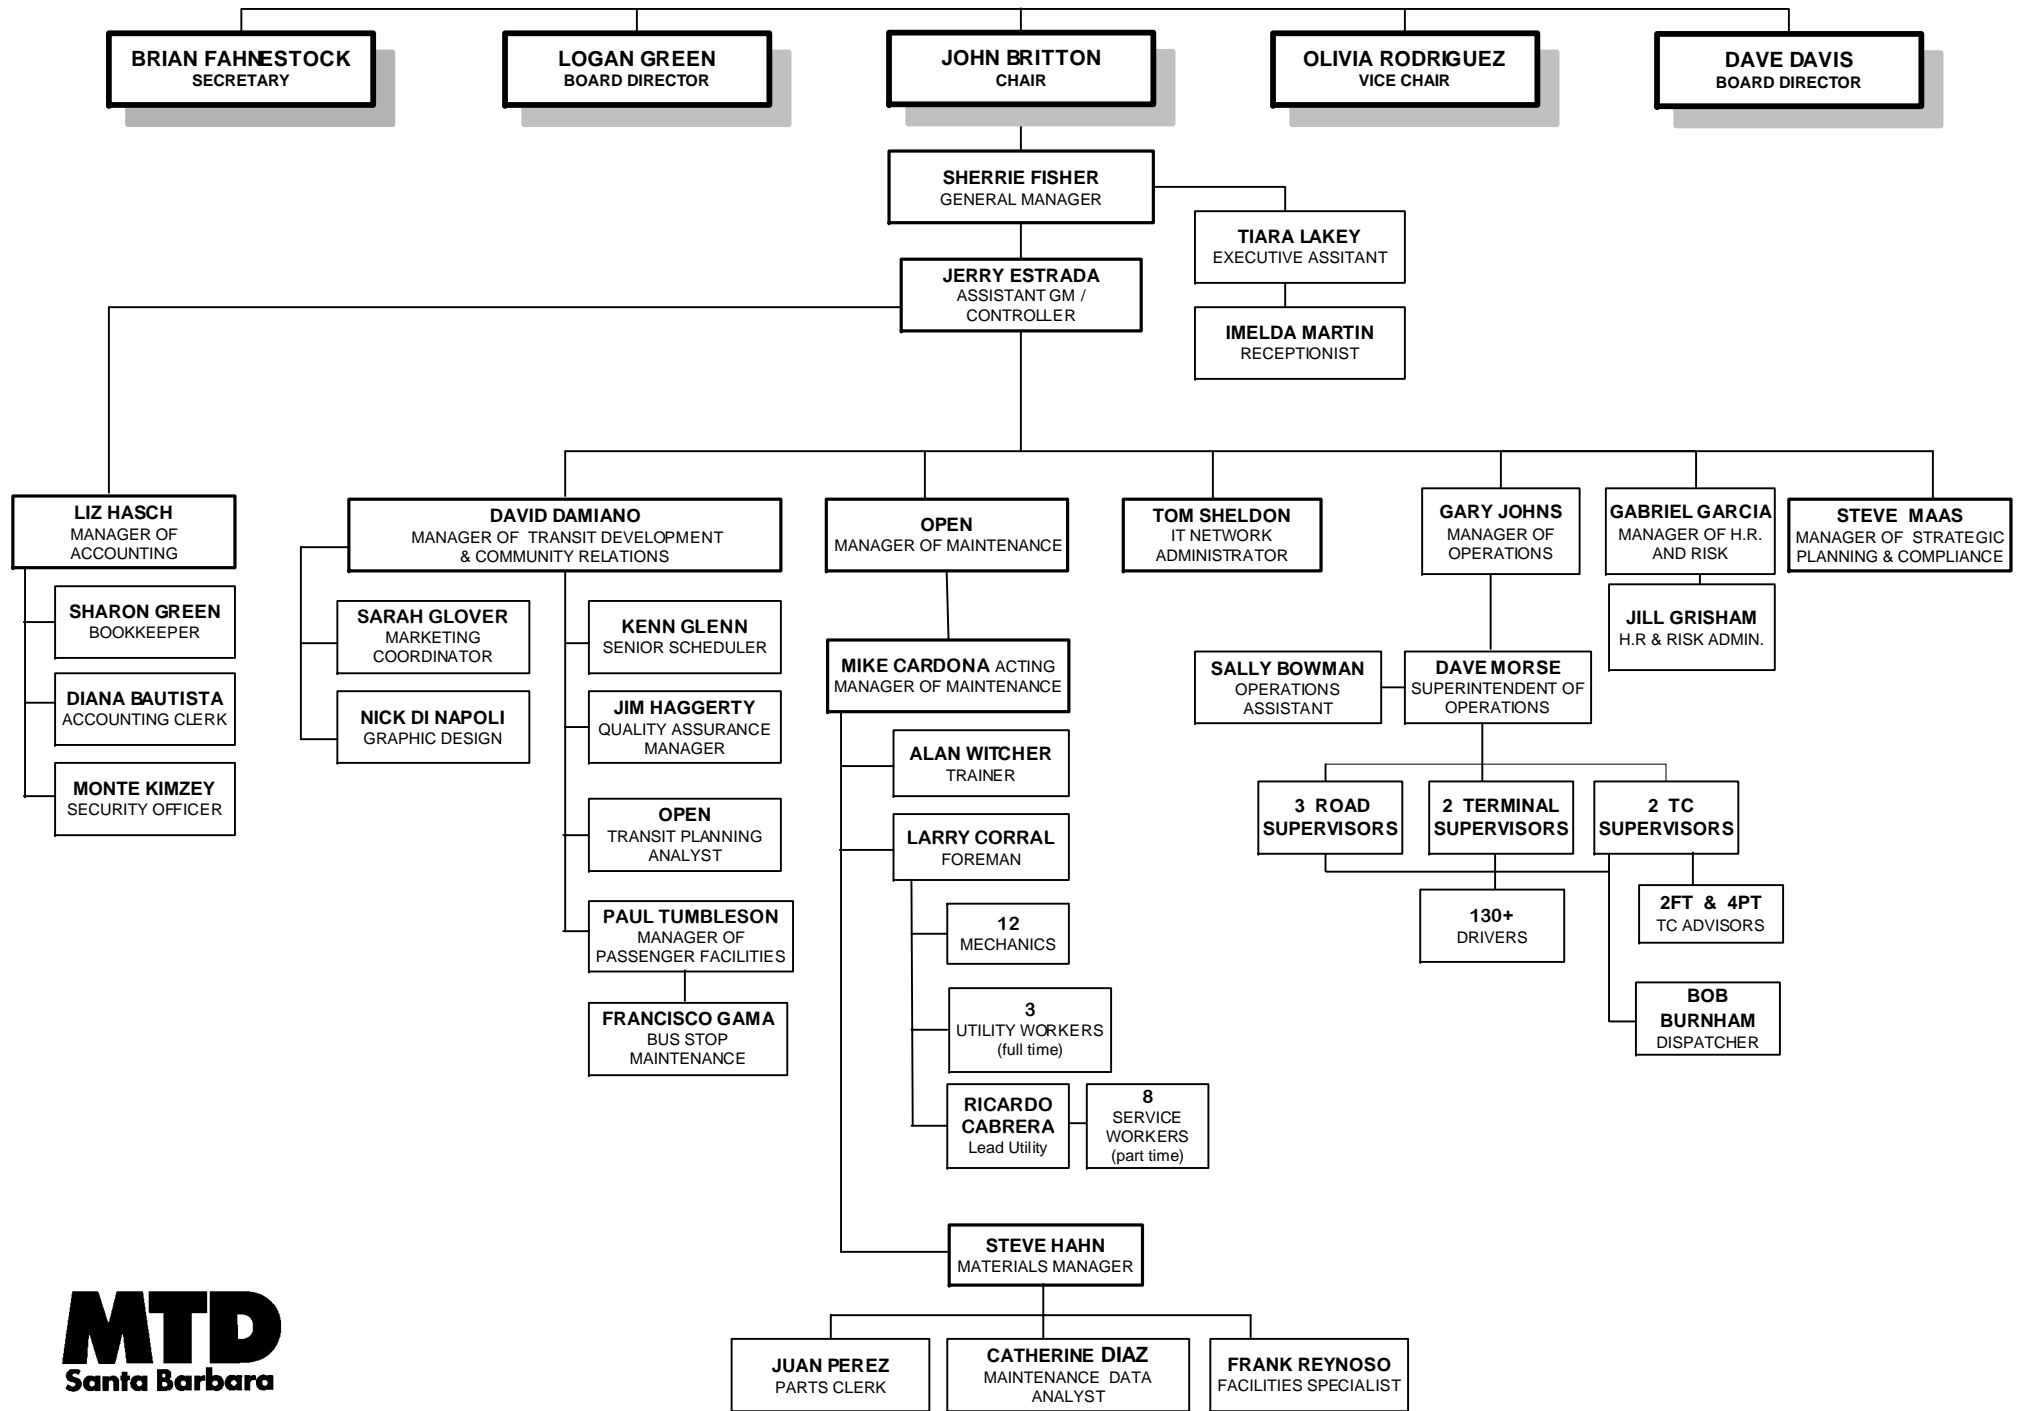 BRIAN FAHNESTOCK
SECRETARY
LOGAN GREEN
BOARD DIRECTOR
JOHN BRITTON
CHAIR
OLIVIA RODRIGUEZ
VICE CHAIR
DAVE DAVIS
BOARD DIRECTOR
SHERRIE FISHER
GENERAL MANAGER
TIARA LAKEY
EXECUTIVE ASSITANT
JERRY ESTRADA
ASSISTANT GM /
CONTROLLER
IMELDA MARTIN
RECEPTIONIST
LIZ HASCH
MANAGER OF
ACCOUNTING
SHARON GREEN
BOOKKEEPER
DIANA BAUTISTA
ACCOUNTING CLERK
MONTE KIMZEY
SECURITY OFFICER
DAVID DAMIANO
MANAGER OF TRANSIT DEVELOPMENT
& COMMUNITY RELATIONS
SARAH GLOVER
MARKETING
COORDINATOR
NICK DI NAPOLI
GRAPHIC DESIGN
KENN GLENN
SENIOR SCHEDULER
JIM HAGGERTY
QUALITY ASSURANCE
MANAGER
OPEN
TRANSIT PLANNING
ANALYST
PAUL TUMBLESON
MANAGER OF
PASSENGER FACILITIES
FRANCISCO GAMA
BUS STOP
MAINTENANCE
OPEN
MANAGER OF MAINTENANCE
MIKE CARDONA ACTING
MANAGER OF MAINTENANCE
ALAN WITCHER
TRAINER
LARRY CORRAL
FOREMAN
12
MECHANICS
3
UTILITY WORKERS
(full time)
RICARDO
CABRERA
Lead Utility
8
SERVICE
WORKERS
(part time)
STEVE HAHN
MATERIALS MANAGER
JUAN PEREZ
PARTS CLERK
CATHERINE DIAZ
MAINTENANCE DATA
ANALYST
FRANK REYNOSO
FACILITIES SPECIALIST
TOM SHELDON
IT NETWORK
ADMINISTRATOR
GARY JOHNS
MANAGER OF
OPERATIONS
SALLY BOWMAN
OPERATIONS
ASSISTANT
DAVE MORSE
SUPERINTENDENT OF
OPERATIONS
3 ROAD
SUPERVISORS
2 TERMINAL
SUPERVISORS
2 TC
SUPERVISORS
130+
DRIVERS
2FT & 4PT
TC ADVISORS
BOB
BURNHAM
DISPATCHER
GABRIEL GARCIA
MANAGER OF H.R.
AND RISK
JILL GRISHAM
H.R & RISK ADMIN.
STEVE MAAS
MANAGER OF STRATEGIC
PLANNING & COMPLIANCE
MTD
Santa Barbara